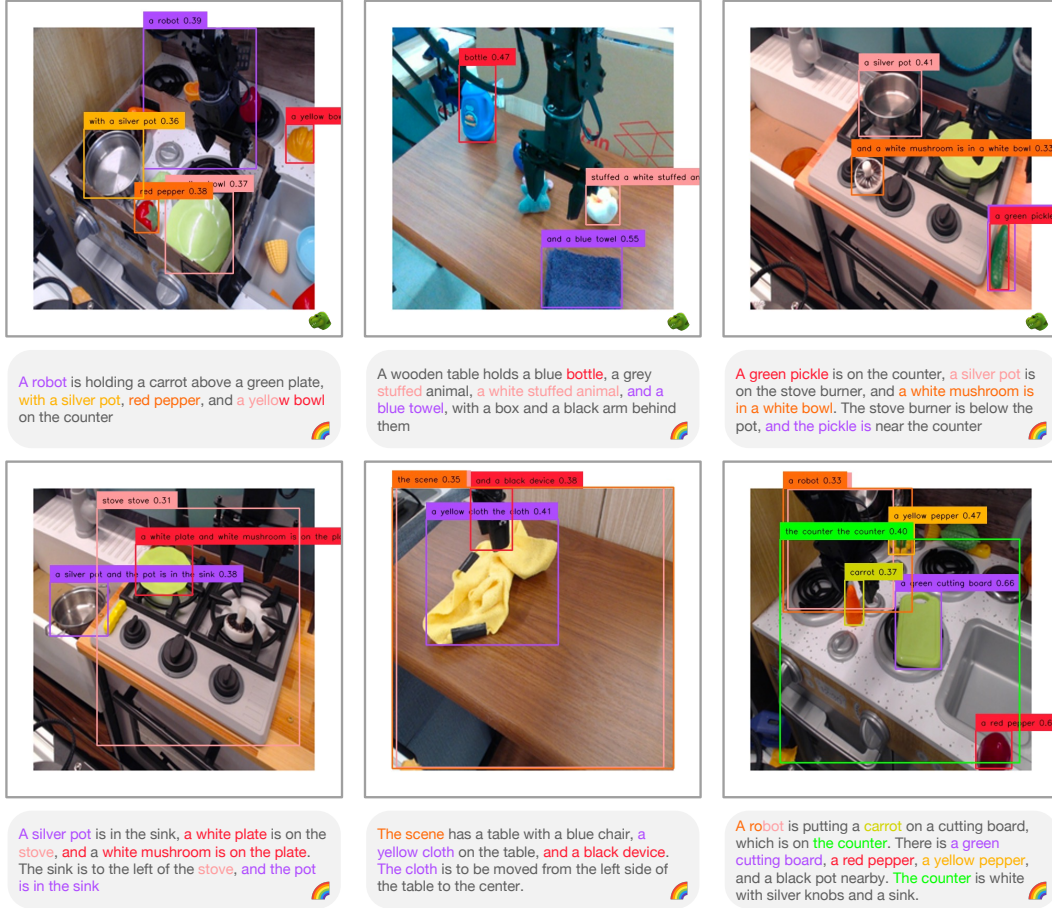 a robot 0.39
with a silver pot 0.36
a yellow bo
red pepper 0.38
bowl 0.37
bottle 0.47
stuffed a white stuffed an
and a blue towel 0.55
a silver pot 0.41
and a white mushroom is in a white bowl 0.33
a green pickle
A robot is holding a carrot above a green plate,
with a silver pot, red pepper, and a yellow bowl
on the counter
A wooden table holds a blue bottle, a grey
stuffed animal, a white stuffed animal, and a
blue towel, with a box and a black arm behind
them
A green pickle is on the counter, a silver pot is
on the stove burner, and a white mushroom is
in a white bowl. The stove burner is below the
pot, and the pickle is near the counter
stove stove 0.31
a white plate and white mushroom is on the pl
a silver pot and the pot is in the sink 0.38
the scene 0.35
and a black device 0.38
a yellow cloth the cloth 0.41
a robot 0.33
a yellow pepper 0.47
the counter the counter 0.40
carrot 0.37
a green cutting board 0.66
a red pepper 0.6
A silver pot is in the sink, a white plate is on the
stove, and a white mushroom is on the plate.
The sink is to the left of the stove, and the pot
is in the sink
The scene has a table with a blue chair, a
yellow cloth on the table, and a black device.
The cloth is to be moved from the left side of
the table to the center.
A robot is putting a carrot on a cutting board,
which is on the counter. There is a green
cutting board, a red pepper, a yellow pepper,
and a black pot nearby. The counter is white
with silver knobs and a sink.